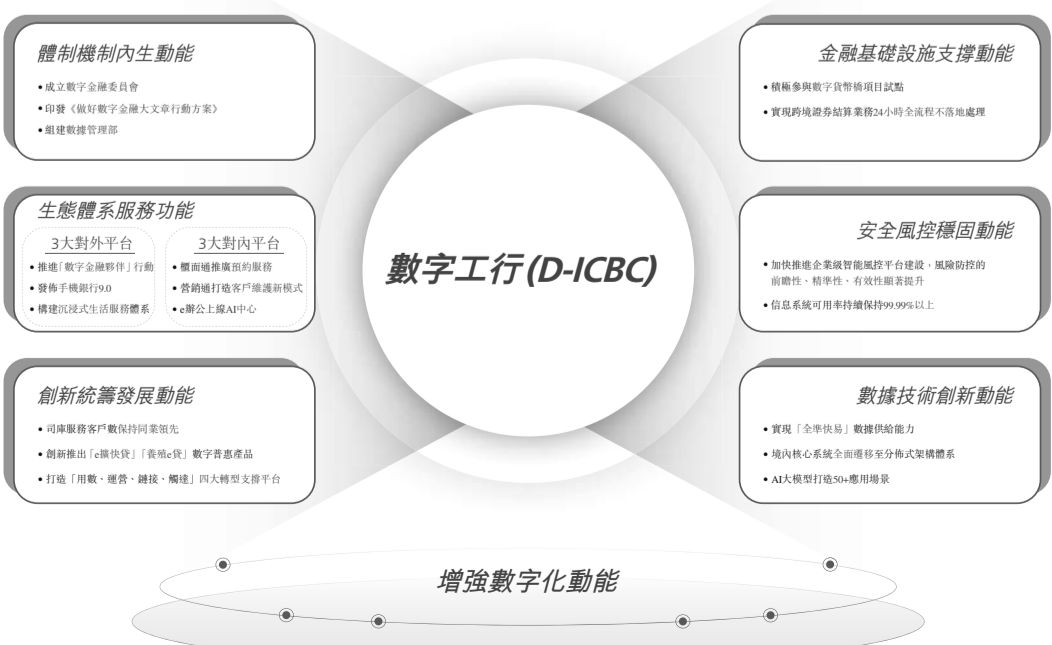 體制機制內生動能
• 成立數字金融委員會
• 印發《做好數字金融大文章行動方案》
• 組建數據管理部
生態體系服務功能
3大對外平台
• 推進「數字金融夥伴」行動
• 發佈手機銀行9.0
• 構建沉浸式生活服務體系
3大對內平台
• 櫃面通推廣預約服務
• 營銷通打造客戶維護新模式
• e辦公上線AI中心
創新統籌發展動能
• 司庫服務客戶數保持同業領先
• 創新推出「e擴快貸」「養殖e貸」數字普惠產品
• 打造「用數、運營、鏈接、觸達」四大轉型支撐平台
數字工行(D-ICBC)
金融基礎設施支撐動能
• 積極參與數字貨幣橋項目試點
• 實現跨境證券結算業務24小時全流程不落地處理
安全風控穩固動能
• 加快推進企業級智能風控平台建設，風險防控的
前瞻性、精準性、有效性顯著提升
• 信息系統可用率持續保持99.99%以上
數據技術創新動能
• 實現「全準快易」數據供給能力
• 境內核心系統全面遷移至分佈式架構體系
• AI大模型打造50+應用場景
增強數字化動能